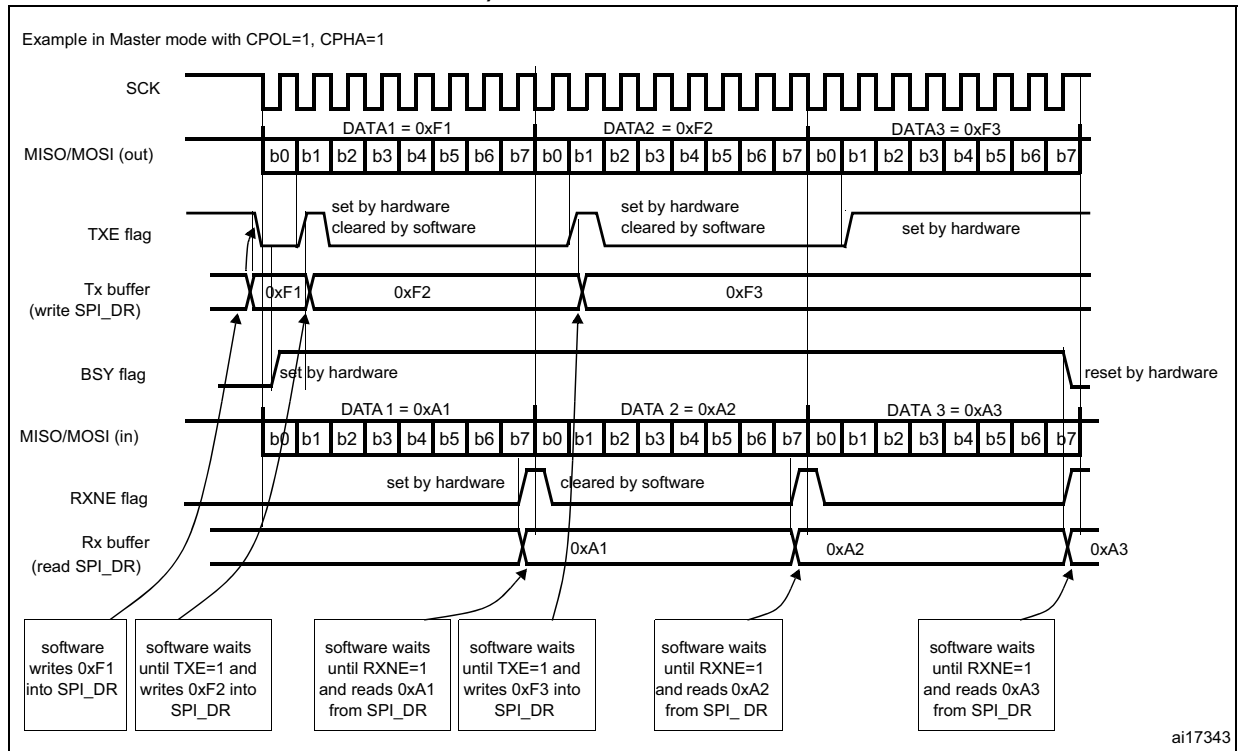 Example in Master mode with CPOL=1, CPHA=1
SCK
DATA1 = 0xF1
DATA2 = 0xF2
DATA3 = 0xF3
MISO/MOSI (out)
b0 b1 b2 b3 b4 b5 b6 b7 b0 b1 b2 b3 b4 b5 b6 b7 b0 b1 b2 b3 b4 b5 b6 b7
TXE flag
set by hardware
cleared by software
set by hardware
cleared by software
set by hardware
Tx buffer
(write SPI_DR)
0xF1
0xF2
0xF3
BSY flag
set by hardware
reset by hardware
DATA 1 = 0xA1
DATA 2 = 0xA2
DATA 3 = 0xA3
MISO/MOSI (in)
b0 b1 b2 b3 b4 b5 b6 b7 b0 b1 b2 b3 b4 b5 b6 b7 b0 b1 b2 b3 b4 b5 b6 b7
RXNE flag
set by hardware
cleared by software
Rx buffer
(read SPI_DR)
0xA1
0xA2
0xA3
software
writes 0xF1
into SPI_DR
software waits
until TXE=1 and
writes 0xF2 into
SPI_DR
software waits
until RXNE=1
and reads 0xA1
from SPI_DR
software waits
until TXE=1 and
writes 0xF3 into
SPI_DR
software waits
until RXNE=1
and reads 0xA2
from SPI_ DR
software waits
until RXNE=1
and reads 0xA3
from SPI_DR
ai17343